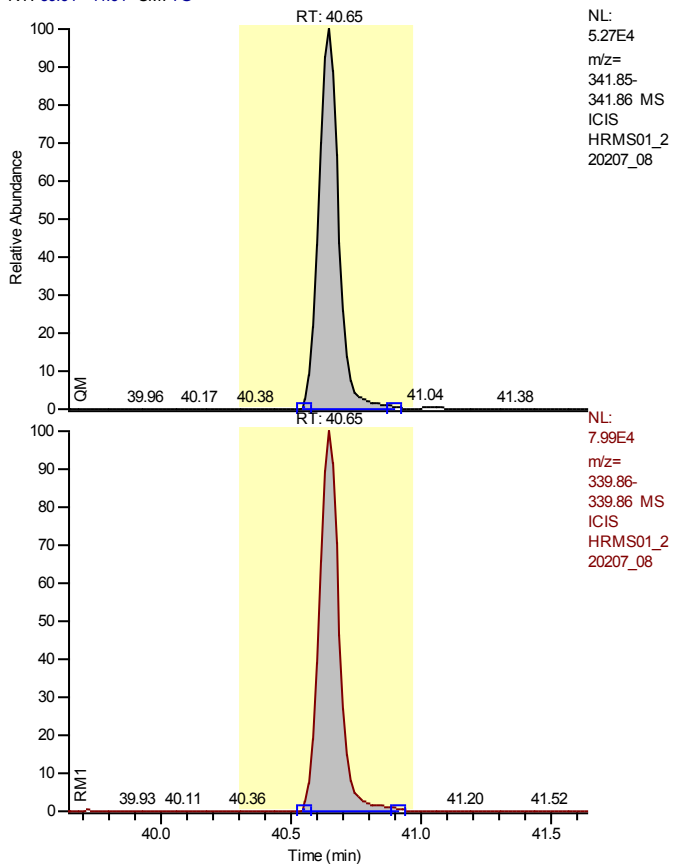 RT: 40.65
NL:
5.27E4
m/z=
341.85-
341.86 MS
ICIS
HRMS01_2
20207_08
100
90
80
70
60
50
40
30
20
10
0
Relative Abundance
QM
39.96 40.17 40.38 41.04 41.38
RT: 40.65
NL:
7.99E4
m/z=
339.86-
339.86 MS
ICIS
HRMS01_2
20207_08
100
90
80
70
60
50
40
30
20
10
0
RM1
39.93 40.11 40.36 41.20 41.52
40.0 40.5 41.0 41.5
Time (min)